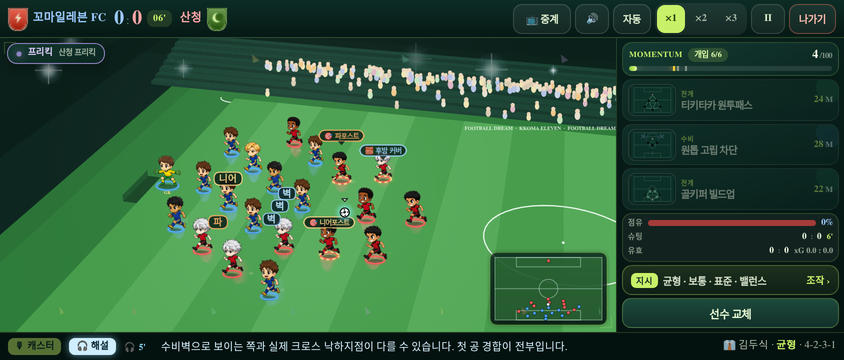 꼬마일레븐 FC 0 : 0 06' 산청
중계 자동 ×1 ×2 ×3 II 나가기
프리킥 산청 프리킥
MOMENTUM 개입 6/6 4 /100
전개
티키타카 원투패스 24 M
수비
원톱 고립 차단 28 M
전개
골키퍼 빌드업 22 M
FOOTBALL DREAM · KKOMA ELEVEN · FOOTBALL DREAM
파포스트
후방 커버
니어
벽
벽
벽
파
니어포스트
점유 0%
슈팅 0 : 0 6'
유효 0 : 0 xG 0.0 : 0.0
지시 균형 · 보통 · 표준 · 밸런스 조작 ›
선수 교체
캐스터 해설 5' 수비벽으로 보이는 쪽과 실제 크로스 낙하지점이 다를 수 있습니다. 첫 공 경합이 전부입니다.
김두식 · 균형 · 4-2-3-1